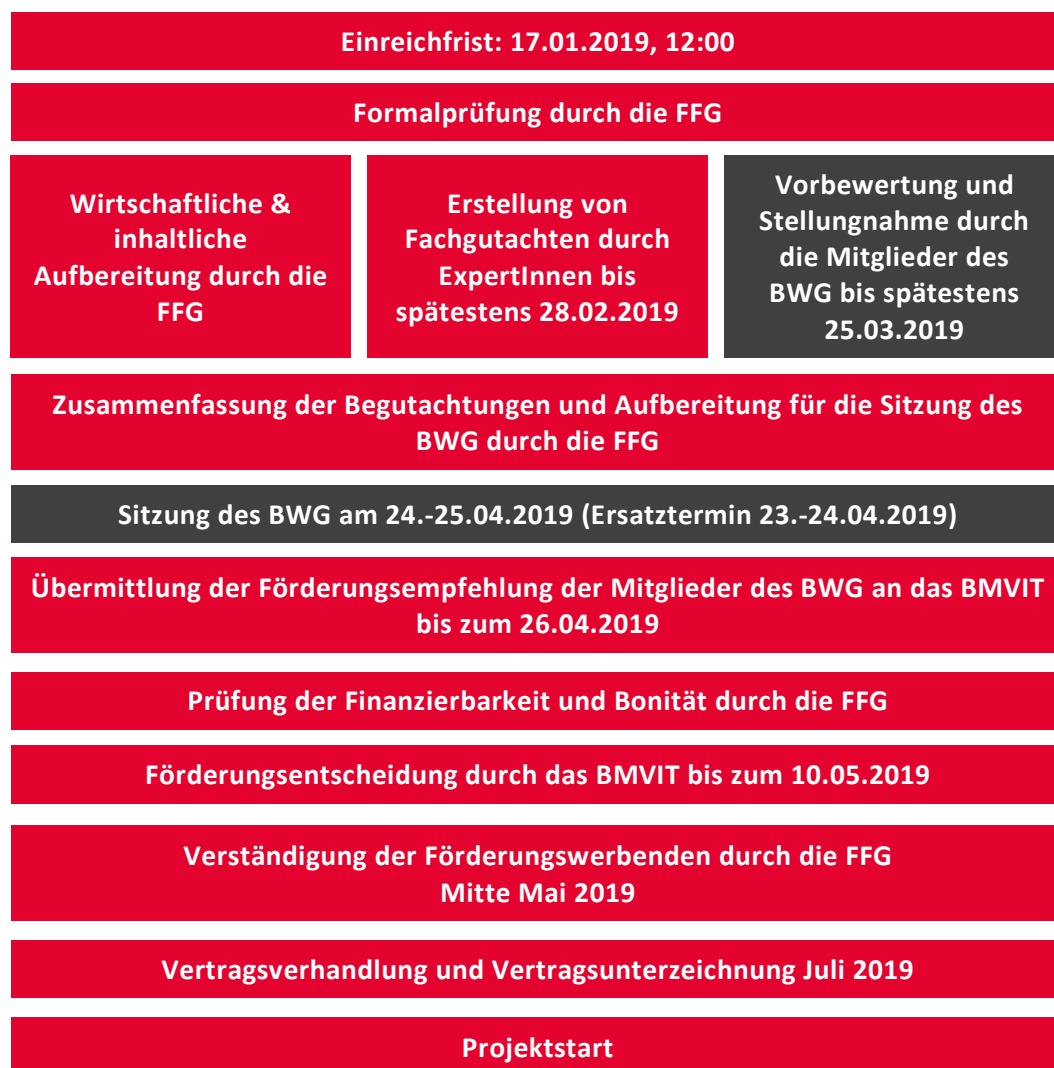 Einreichfrist: 17.01.2019, 12:00
Formalprüfung durch die FFG
Wirtschaftliche &
inhaltliche
Aufbereitung durch die
FFG
Erstellung von
Fachgutachten durch
ExpertInnen bis
spätestens 28.02.2019
Vorbewertung und
Stellungnahme durch
die Mitglieder des
BWG bis spätestens
25.03.2019
Zusammenfassung der Begutachtungen und Aufbereitung für die Sitzung des
BWG durch die FFG
Sitzung des BWG am 24.-25.04.2019 (Ersatztermin 23.-24.04.2019)
Übermittlung der Förderungsempfehlung der Mitglieder des BWG an das BMVIT
bis zum 26.04.2019
Prüfung der Finanzierbarkeit und Bonität durch die FFG
Förderungsentscheidung durch das BMVIT bis zum 10.05.2019
Verständigung der Förderungswerbenden durch die FFG
Mitte Mai 2019
Vertragsverhandlung und Vertragsunterzeichnung Juli 2019
Projektstart